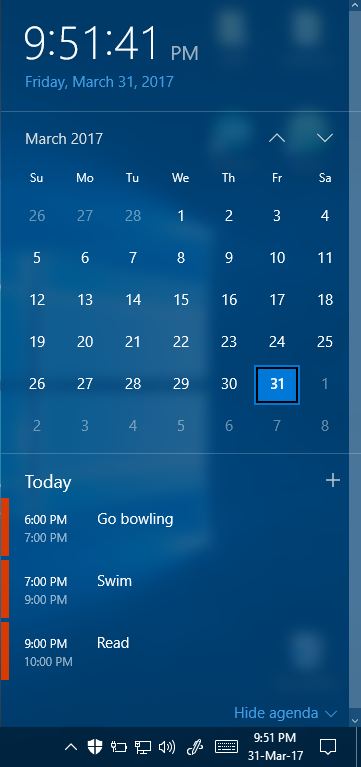 9:51:41 PM
Friday, March 31, 2017
March 2017
Su Mo Tu We Th Fr Sa
26 27 28 1 2 3 4
5 6 7 8 9 10 11
12 13 14 15 16 17 18
19 20 21 22 23 24 25
26 27 28 29 30 31 1
2 3 4 5 6 7 8
Today
6:00 PM Go bowling
7:00 PM
7:00 PM Swim
9:00 PM
9:00 PM Read
10:00 PM
Hide agenda
9:51 PM
31-Mar-17